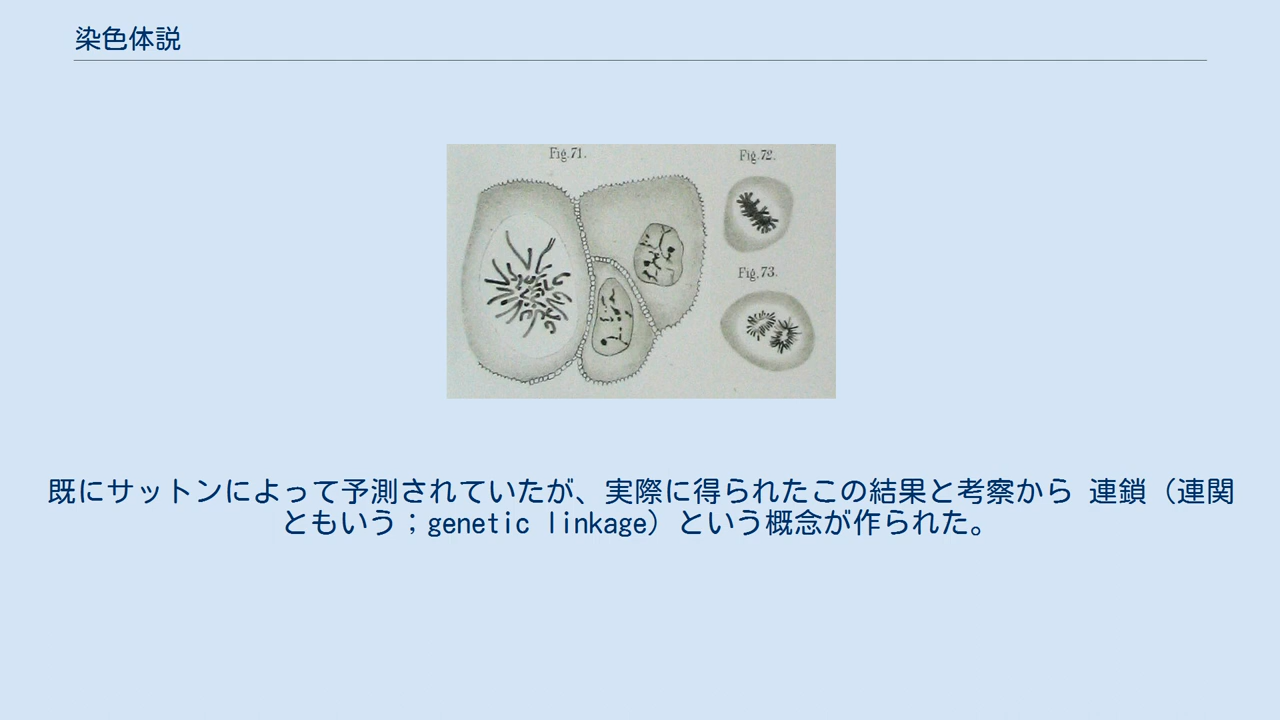 染色体説
Fig.71.
Fig.72.
Fig.73.
既にサットンによって予測されていたが、実際に得られたこの結果と考察から 連鎖（連関
ともいう；genetic linkage）という概念が作られた。